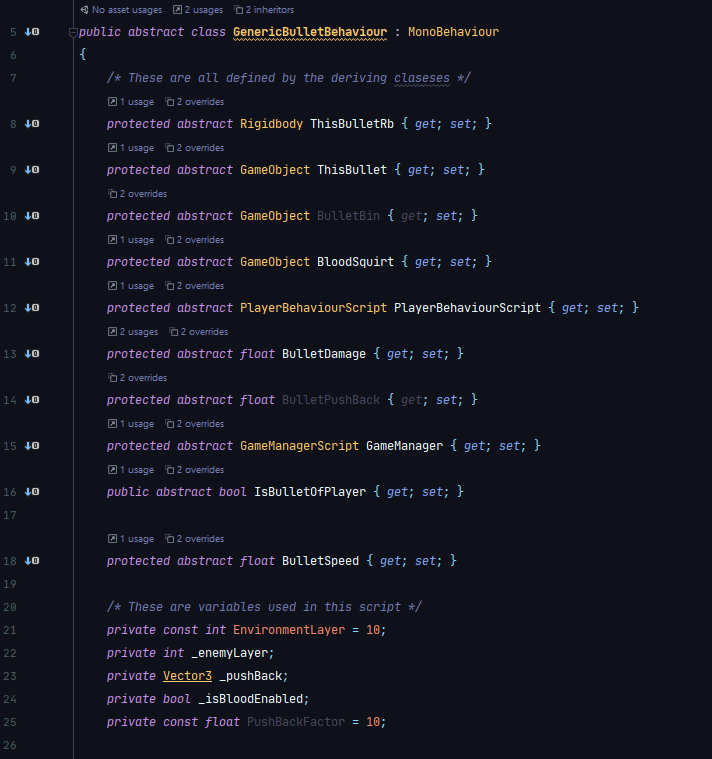 No asset usages 2 usages 2 inheritors
5 public abstract class GenericBulletBehaviour : MonoBehaviour
6 {
7 /* These are all defined by the deriving claseses */
1 usage 2 overrides
8 protected abstract Rigidbody ThisBulletRb { get; set; }
1 usage 2 overrides
9 protected abstract GameObject ThisBullet { get; set; }
2 overrides
10 protected abstract GameObject BulletBin { get; set; }
1 usage 2 overrides
11 protected abstract GameObject BloodSquirt { get; set; }
1 usage 2 overrides
12 protected abstract PlayerBehaviourScript PlayerBehaviourScript { get; set; }
2 usages 2 overrides
13 protected abstract float BulletDamage { get; set; }
2 overrides
14 protected abstract float BulletPushBack { get; set; }
1 usage 2 overrides
15 protected abstract GameManagerScript GameManager { get; set; }
1 usage 2 overrides
16 public abstract bool IsBulletOfPlayer { get; set; }
17
1 usage 2 overrides
18 protected abstract float BulletSpeed { get; set; }
19
20 /* These are variables used in this script */
21 private const int EnvironmentLayer = 10;
22 private int _enemyLayer;
23 private Vector3 _pushBack;
24 private bool _isBloodEnabled;
25 private const float PushBackFactor = 10;
26